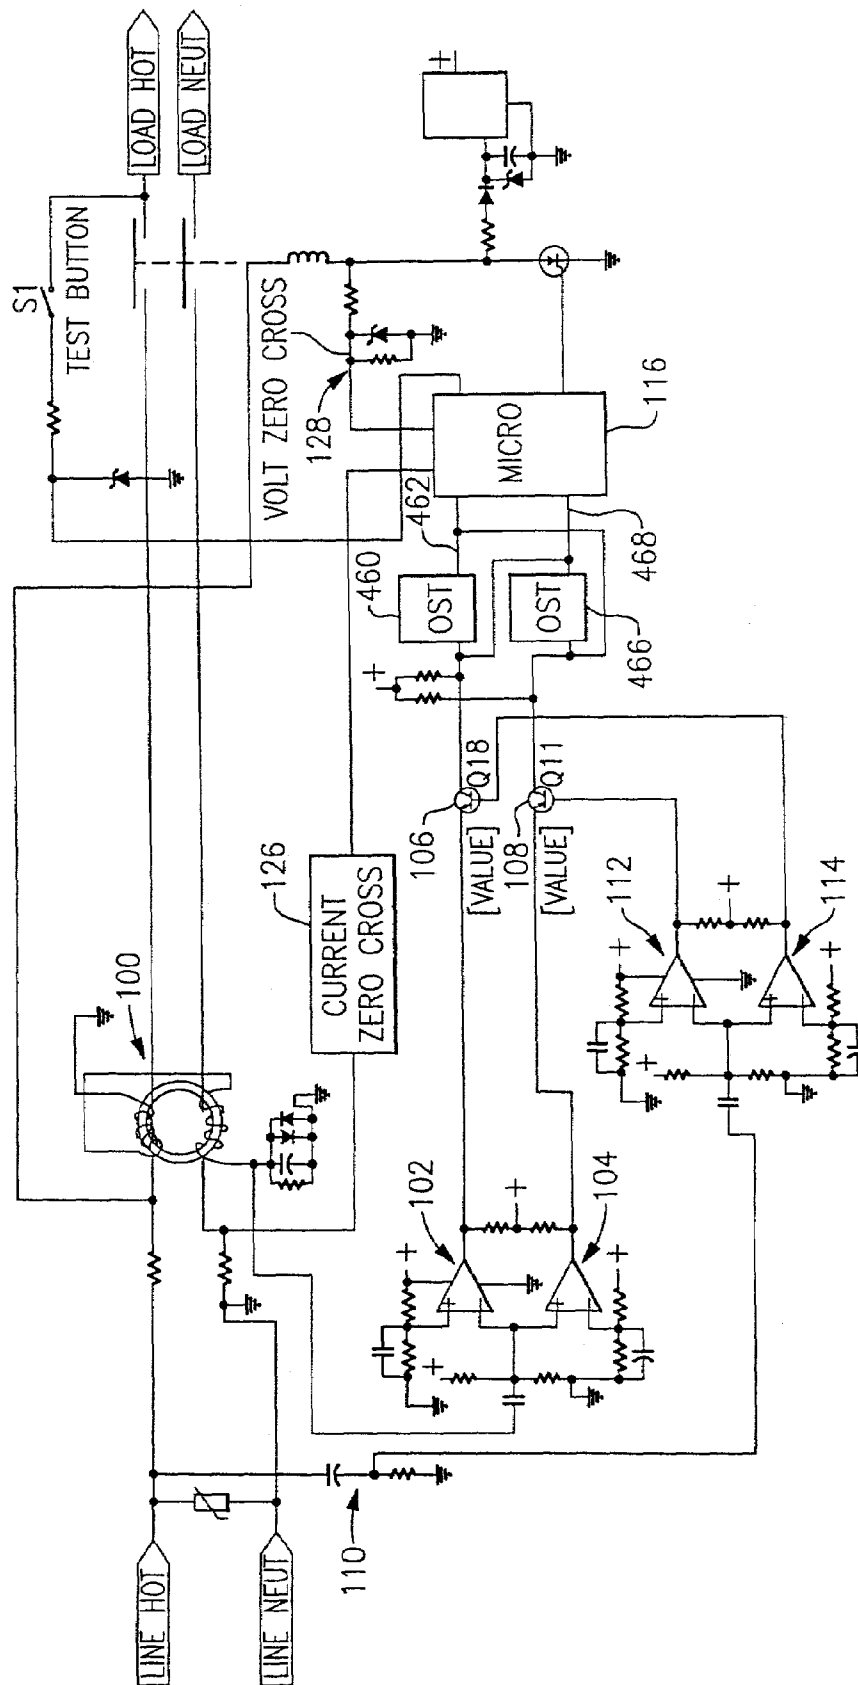 LINE HOT
LINE NEUT
110
100
102
104
126
CURRENT
ZERO CROSS
112
114
106
Q18
[VALUE]
108
Q11
[VALUE]
460
OST
462
OST
466
468
MICRO
116
128
VOLT ZERO CROSS
S1
TEST BUTTON
LOAD HOT
LOAD NEUT